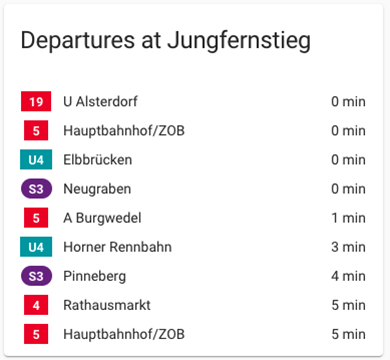 Departures at Jungfernstieg
19 U Alsterdorf 0 min
5 Hauptbahnhof/ZOB 0 min
U4 Elbbrücken 0 min
S3 Neugraben 0 min
5 A Burgwedel 1 min
U4 Horner Rennbahn 3 min
S3 Pinneberg 4 min
4 Rathausmarkt 5 min
5 Hauptbahnhof/ZOB 5 min